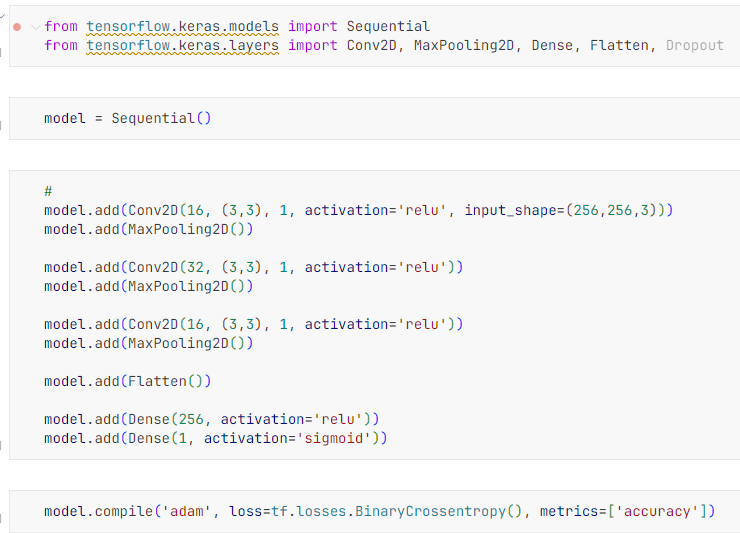 from tensorflow.keras.models import Sequential
from tensorflow.keras.layers import Conv2D, MaxPooling2D, Dense, Flatten, Dropout
model = Sequential()
#
model.add(Conv2D(16, (3,3), 1, activation='relu', input_shape=(256,256,3)))
model.add(MaxPooling2D())
model.add(Conv2D(32, (3,3), 1, activation='relu'))
model.add(MaxPooling2D())
model.add(Conv2D(16, (3,3), 1, activation='relu'))
model.add(MaxPooling2D())
model.add(Flatten())
model.add(Dense(256, activation='relu'))
model.add(Dense(1, activation='sigmoid'))
model.compile('adam', loss=tf.losses.BinaryCrossentropy(), metrics=['accuracy'])